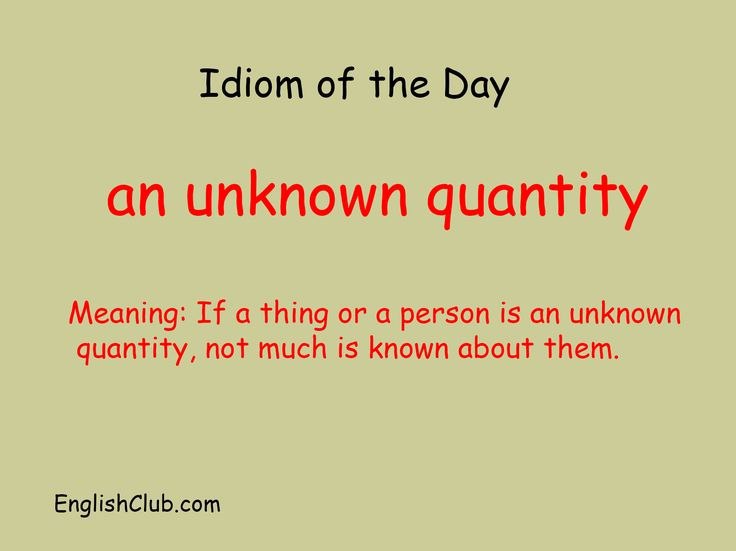 Idiom of the Day
an unknown quantity
Meaning: If a thing or a person is an unknown
quantity, not much is known about them.
EnglishClub.com